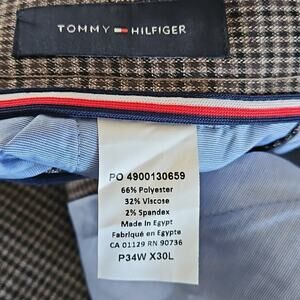 TOMMY HILFIGER
PO 4900130659
66% Polyester
32% Viscose
2% Spandex
Made in Egypt
Fabriqué en Egypte
CA 01129 RN 90736
P34W X30L